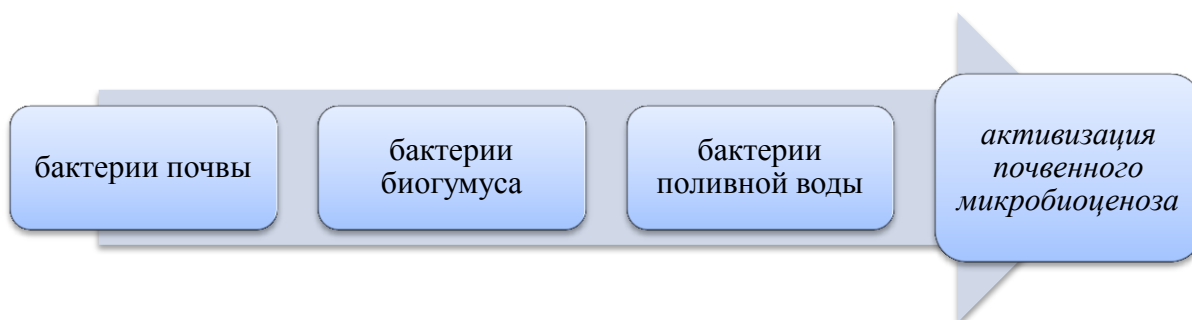 бактерии почвы
бактерии
биогумуса
бактерии
поливной воды
активизация
почвенного
микробиоценоза